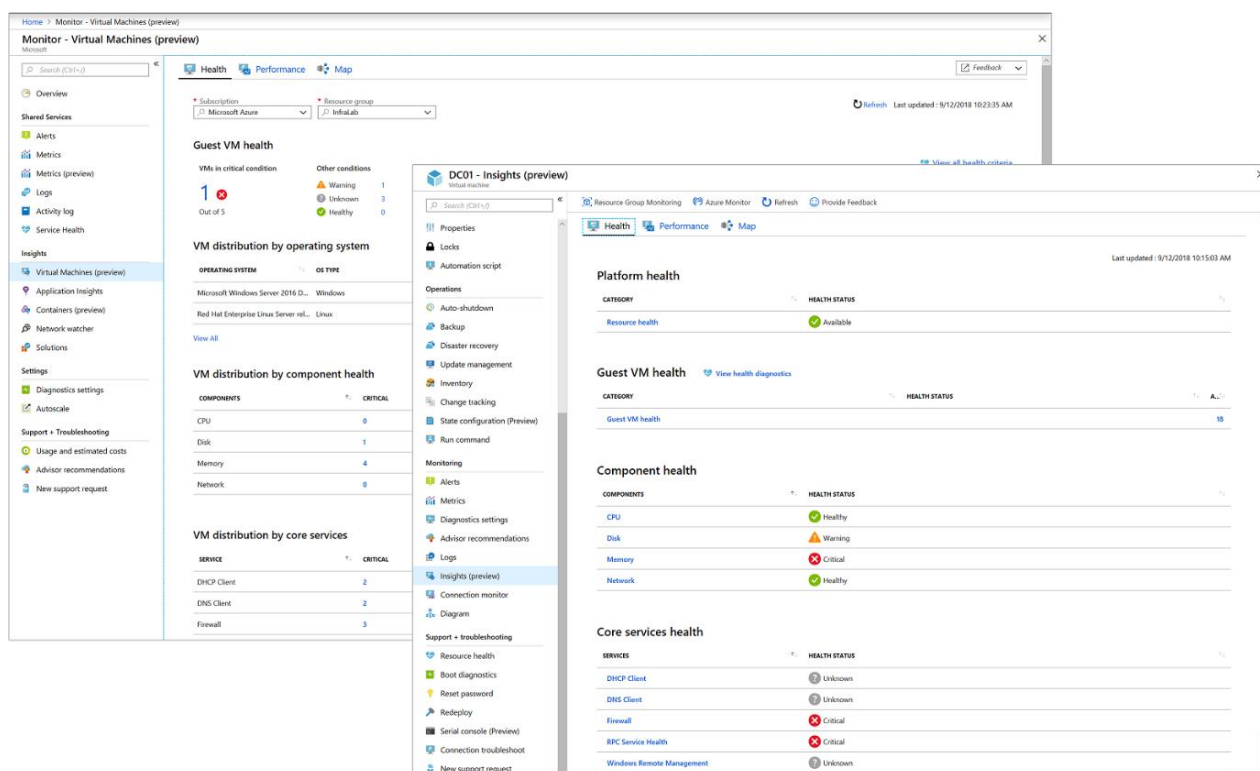 Home > Monitor - Virtual Machines (preview)
Monitor - Virtual Machines (preview)
Microsoft
Search (Ctrl+/)
Overview
Shared Services
Alerts
Metrics
Metrics (preview)
Logs
Activity log
Service Health
Insights
Virtual Machines (preview)
Application Insights
Containers (preview)
Network watcher
Solutions
Settings
Diagnostics settings
Autoscale
Support + Troubleshooting
Usage and estimated costs
Advisor recommendations
New support request
Health Performance Map
Feedback
* Subscription * Resource group
Microsoft Azure InfraLab
Refresh Last updated : 9/12/2018 10:23:35 AM
Guest VM health
View all health criteria
VMs in critical condition Other conditions
1
Out of 5
Warning 1
Unknown 3
Healthy 0
VM distribution by operating system
OPERATING SYSTEM OS TYPE
Microsoft Windows Server 2016 D... Windows
Red Hat Enterprise Linux Server rel... Linux
View All
VM distribution by component health
COMPONENTS CRITICAL
CPU 0
Disk 1
Memory 4
Network 0
VM distribution by core services
SERVICE CRITICAL
DHCP Client 2
DNS Client 2
Firewall 3
DC01 - Insights (preview)
Virtual machine
Search (Ctrl+/)
Properties
Locks
Automation script
Operations
Auto-shutdown
Backup
Disaster recovery
Update management
Inventory
Change tracking
State configuration (Preview)
Run command
Monitoring
Alerts
Metrics
Diagnostics settings
Advisor recommendations
Logs
Insights (preview)
Connection monitor
Diagram
Support + troubleshooting
Resource health
Boot diagnostics
Reset password
Redeploy
Serial console (Preview)
Connection troubleshoot
New support request
Resource Group Monitoring Azure Monitor Refresh Provide Feedback
Health Performance Map
Last updated : 9/12/2018 10:15:03 AM
Platform health
CATEGORY HEALTH STATUS
Resource health Available
Guest VM health View health diagnostics
CATEGORY HEALTH STATUS A...
Guest VM health 18
Component health
COMPONENTS HEALTH STATUS
CPU Healthy
Disk Warning
Memory Critical
Network Healthy
Core services health
SERVICES HEALTH STATUS
DHCP Client Unknown
DNS Client Unknown
Firewall Critical
RPC Service Health Critical
Windows Remote Management Unknown